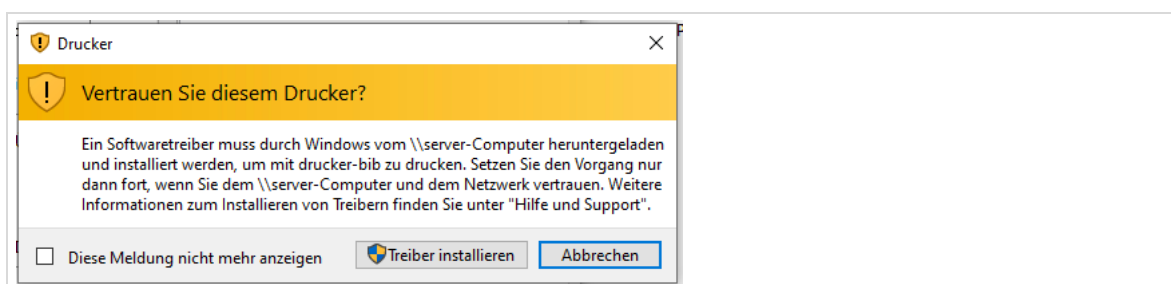 Drucker
Vertrauen Sie diesem Drucker?
Ein Softwaretreiber muss durch Windows vom \\server-Computer heruntergeladen
und installiert werden, um mit drucker-bib zu drucken. Setzen Sie den Vorgang nur
dann fort, wenn Sie dem \\server-Computer und dem Netzwerk vertrauen. Weitere
Informationen zum Installieren von Treibern finden Sie unter "Hilfe und Support".
Diese Meldung nicht mehr anzeigen Treiber installieren Abbrechen